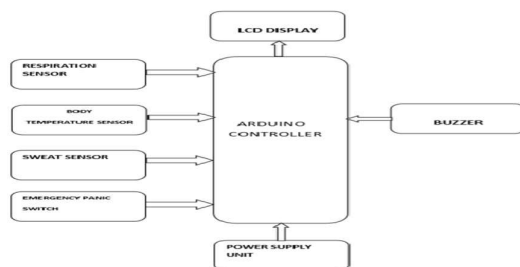 LCD DISPLAY
RESPIRATION
SENSOR
BODY
TEMPERATURE SENSOR
SWEAT SENSOR
EMERGENCY PANIC
SWITCH
ARDUINO
CONTROLLER
BUZZER
POWER SUPPLY
UNIT